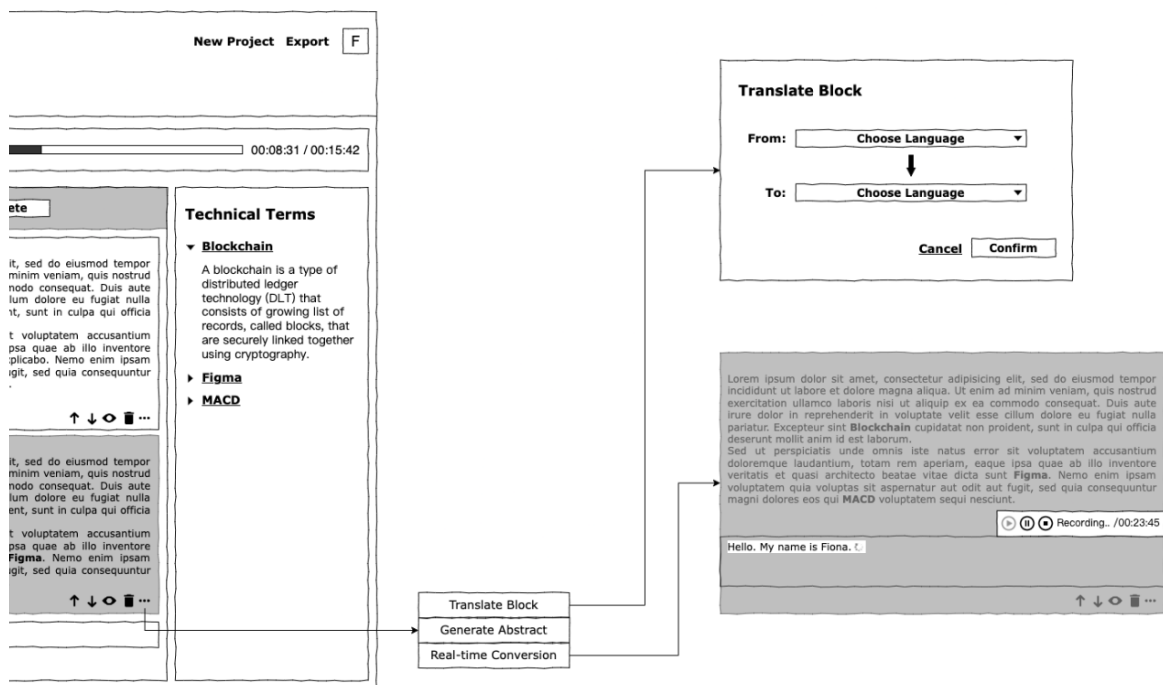 New Project Export F
00:08:31 / 00:15:42
ete
it, sed do eiusmod tempor
minim veniam, quis nostrud
modo consequat. Duis aute
lum dolore eu fugiat nulla
nt, sunt in culpa qui officia
t voluptatem accusantium
psa quae ab illo inventore
xplicabo. Nemo enim ipsam
ugit, sed quia consequuntur
.
it, sed do eiusmod tempor
minim veniam, quis nostrud
modo consequat. Duis aute
lum dolore eu fugiat nulla
ent, sunt in culpa qui officia
t voluptatem accusantium
psa quae ab illo inventore
Figma. Nemo enim ipsam
ugit, sed quia consequuntur
Technical Terms
Blockchain
A blockchain is a type of
distributed ledger
technology (DLT) that
consists of growing list of
records, called blocks, that
are securely linked together
using cryptography.
Figma
MACD
Translate Block
Generate Abstract
Real-time Conversion
Translate Block
From: Choose Language
To: Choose Language
Cancel Confirm
Lorem ipsum dolor sit amet, consectetur adipisicing elit, sed do eiusmod tempor
incididunt ut labore et dolore magna aliqua. Ut enim ad minim veniam, quis nostrud
exercitation ullamco laboris nisi ut aliquip ex ea commodo consequat. Duis aute
irure dolor in reprehenderit in voluptate velit esse cillum dolore eu fugiat nulla
pariatur. Excepteur sint Blockchain cupidatat non proident, sunt in culpa qui officia
deserunt mollit anim id est laborum.
Sed ut perspiciatis unde omnis iste natus error sit voluptatem accusantium
doloremque laudantium, totam rem aperiam, eaque ipsa quae ab illo inventore
veritatis et quasi architecto beatae vitae dicta sunt Figma. Nemo enim ipsam
voluptatem quia voluptas sit aspernatur aut odit aut fugit, sed quia consequuntur
magni dolores eos qui MACD voluptatem sequi nesciunt.
Recording.. /00:23:45
Hello. My name is Fiona.